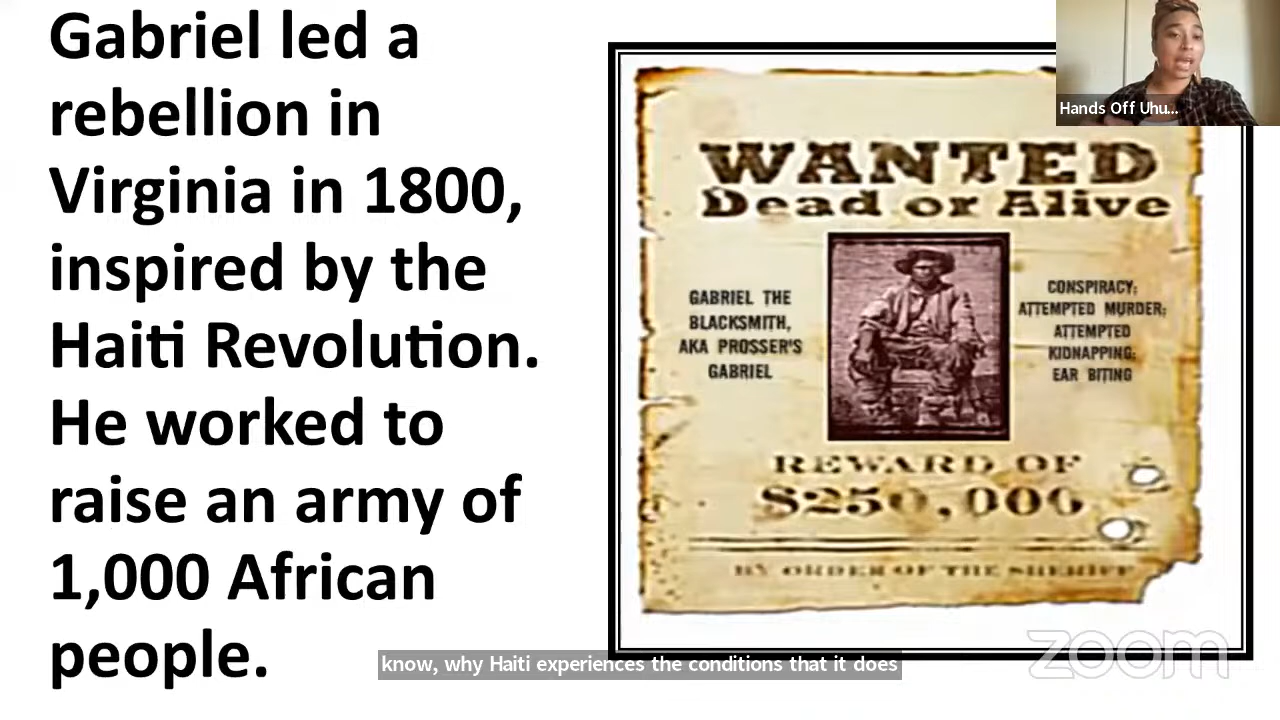 Gabriel led a
rebellion in
Virginia in 1800,
inspired by the
Haiti Revolution.
He worked to
raise an army of
1,000 African
people.
WANTED
Dead or Alive
GABRIEL THE
BLACKSMITH,
AKA PROSSER'S
GABRIEL
CONSPIRACY;
ATTEMPTED MURDER;
ATTEMPTED
KIDNAPPING;
EAR BITING
REWARD OF
$250,000
BY ORDER OF THE SHERIFF
Hands Off Uhu...
know, why Haiti experiences the conditions that it does
zoom